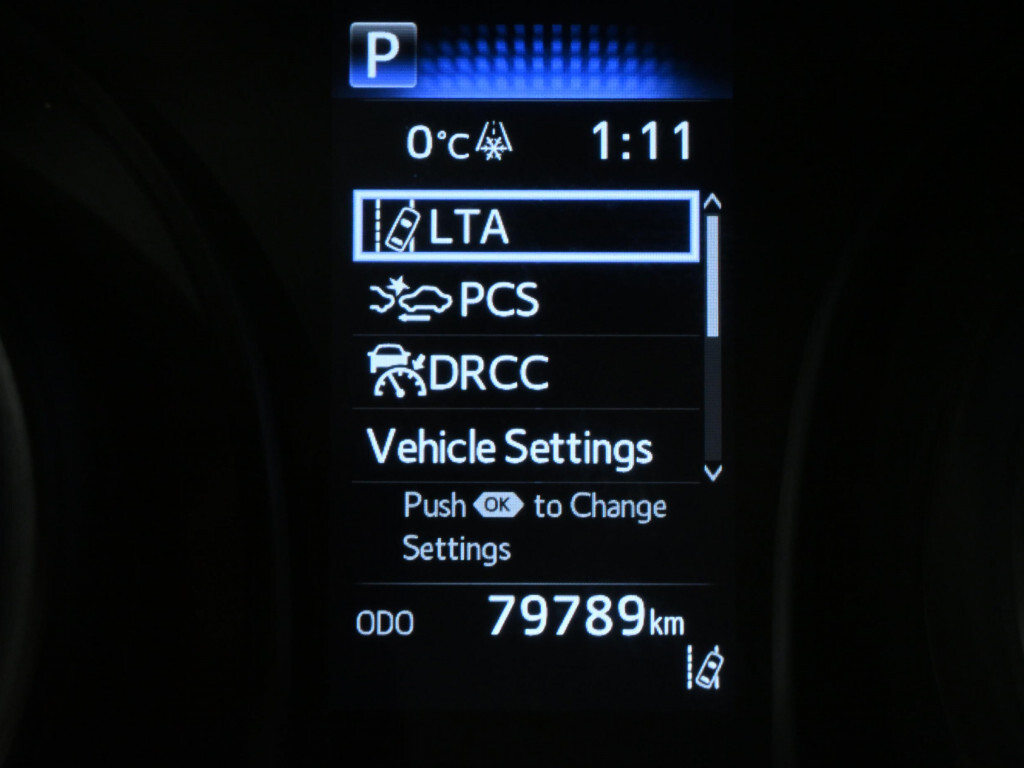 P
0°C 1:11
LTA
PCS
DRCC
Vehicle Settings
Push OK to Change
Settings
ODO 79789km